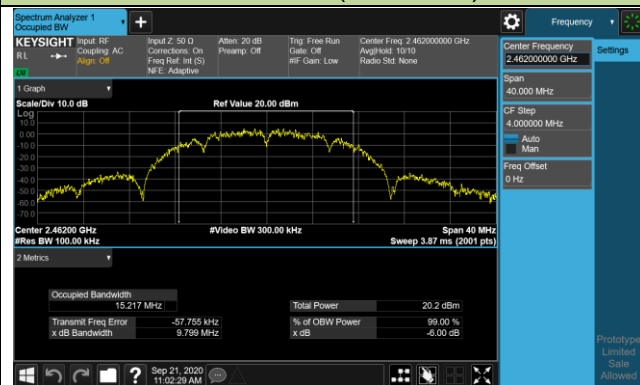 Spectrum Analyzer 1
Occupied BW
Frequency
KEYSIGHT
RL
Input: RF
Coupling: AC
Align: Off
Input Z: 50 Ω
Corrections: On
Freq Ref: Int (S)
NFE: Adaptive
Atten: 20 dB
Preamp: Off
Trig: Free Run
Gate: Off
#IF Gain: Low
Center Freq: 2.462000000 GHz
Avg|Hold: 10/10
Radio Std: None
Center Frequency
2.462000000 GHz
Settings
Span
40.000 MHz
CF Step
4.000000 MHz
Auto
Man
Freq Offset
0 Hz
1 Graph
Scale/Div 10.0 dB
Ref Value 20.00 dBm
Log
10.0
0.00
-10.0
-20.0
-30.0
-40.0
-50.0
-60.0
-70.0
Center 2.46200 GHz
#Video BW 300.00 kHz
Span 40 MHz
#Res BW 100.00 kHz
Sweep 3.87 ms (2001 pts)
2 Metrics
Occupied Bandwidth
15.217 MHz
Total Power 20.2 dBm
Transmit Freq Error -57.755 kHz
% of OBW Power 99.00 %
x dB Bandwidth 9.799 MHz
x dB -6.00 dB
Sep 21, 2020
11:02:29 AM
Prototype
Limited
Sale
Allowed